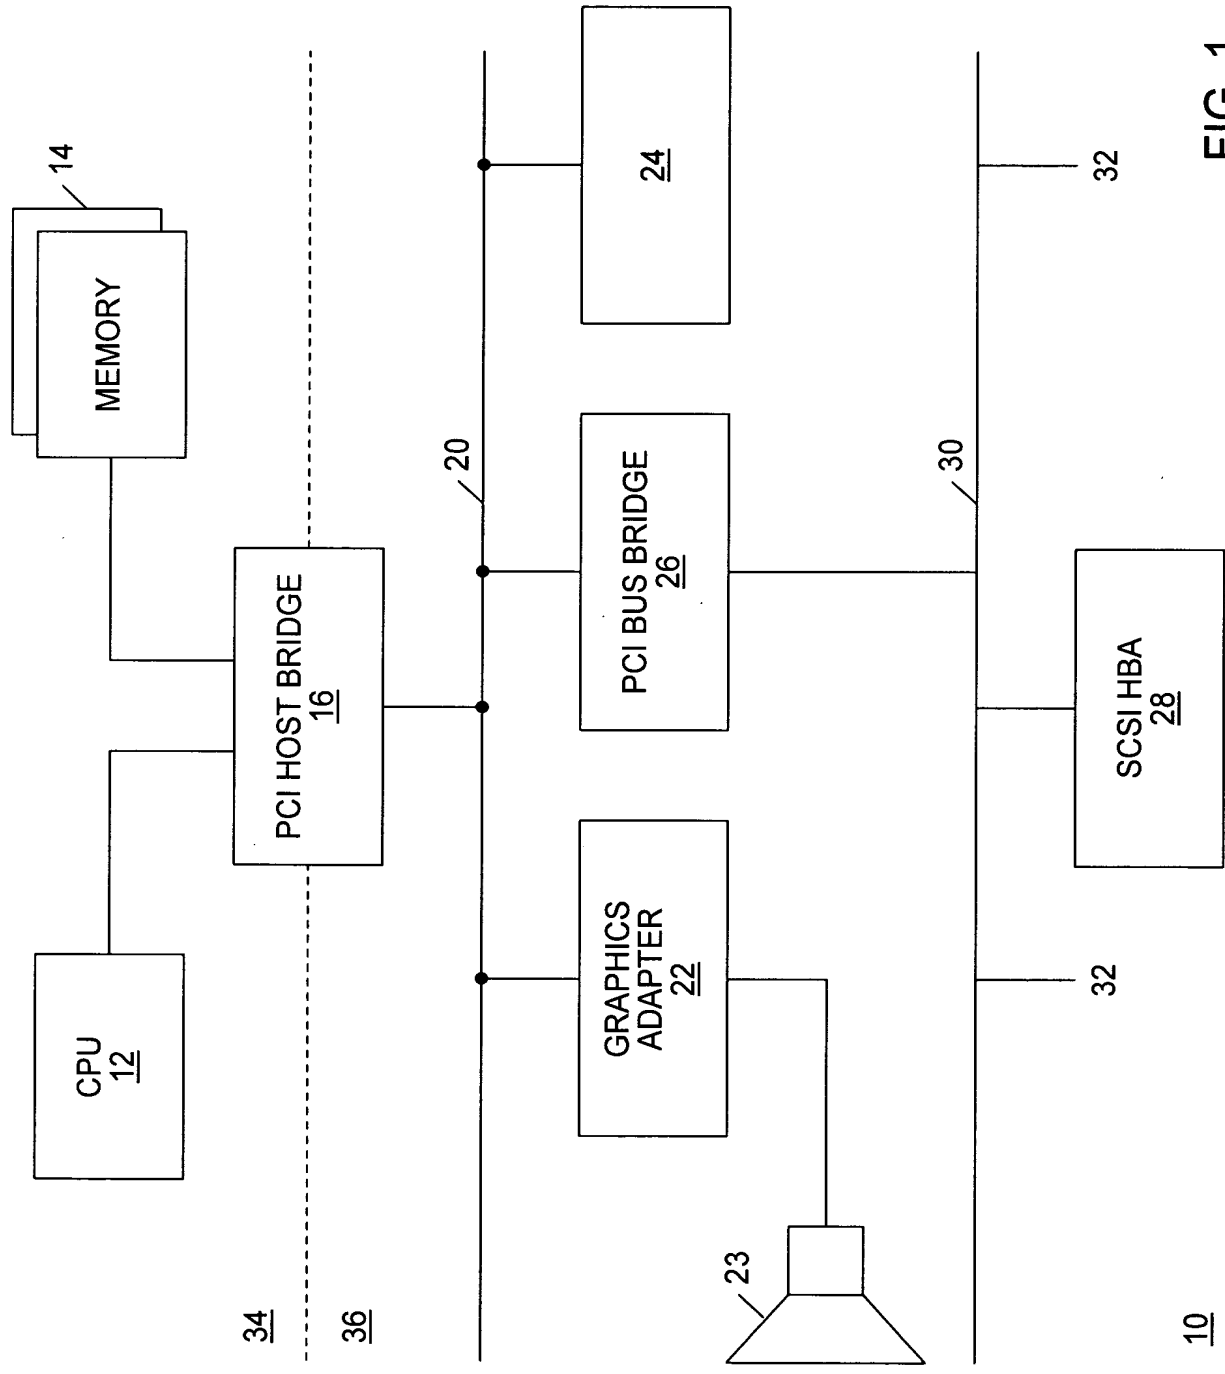 CPU
12
MEMORY
14
PCI HOST BRIDGE
16
34
36
20
GRAPHICS
ADAPTER
22
PCI BUS BRIDGE
26
24
23
30
32
SCSI HBA
28
32
10
FIG. 1